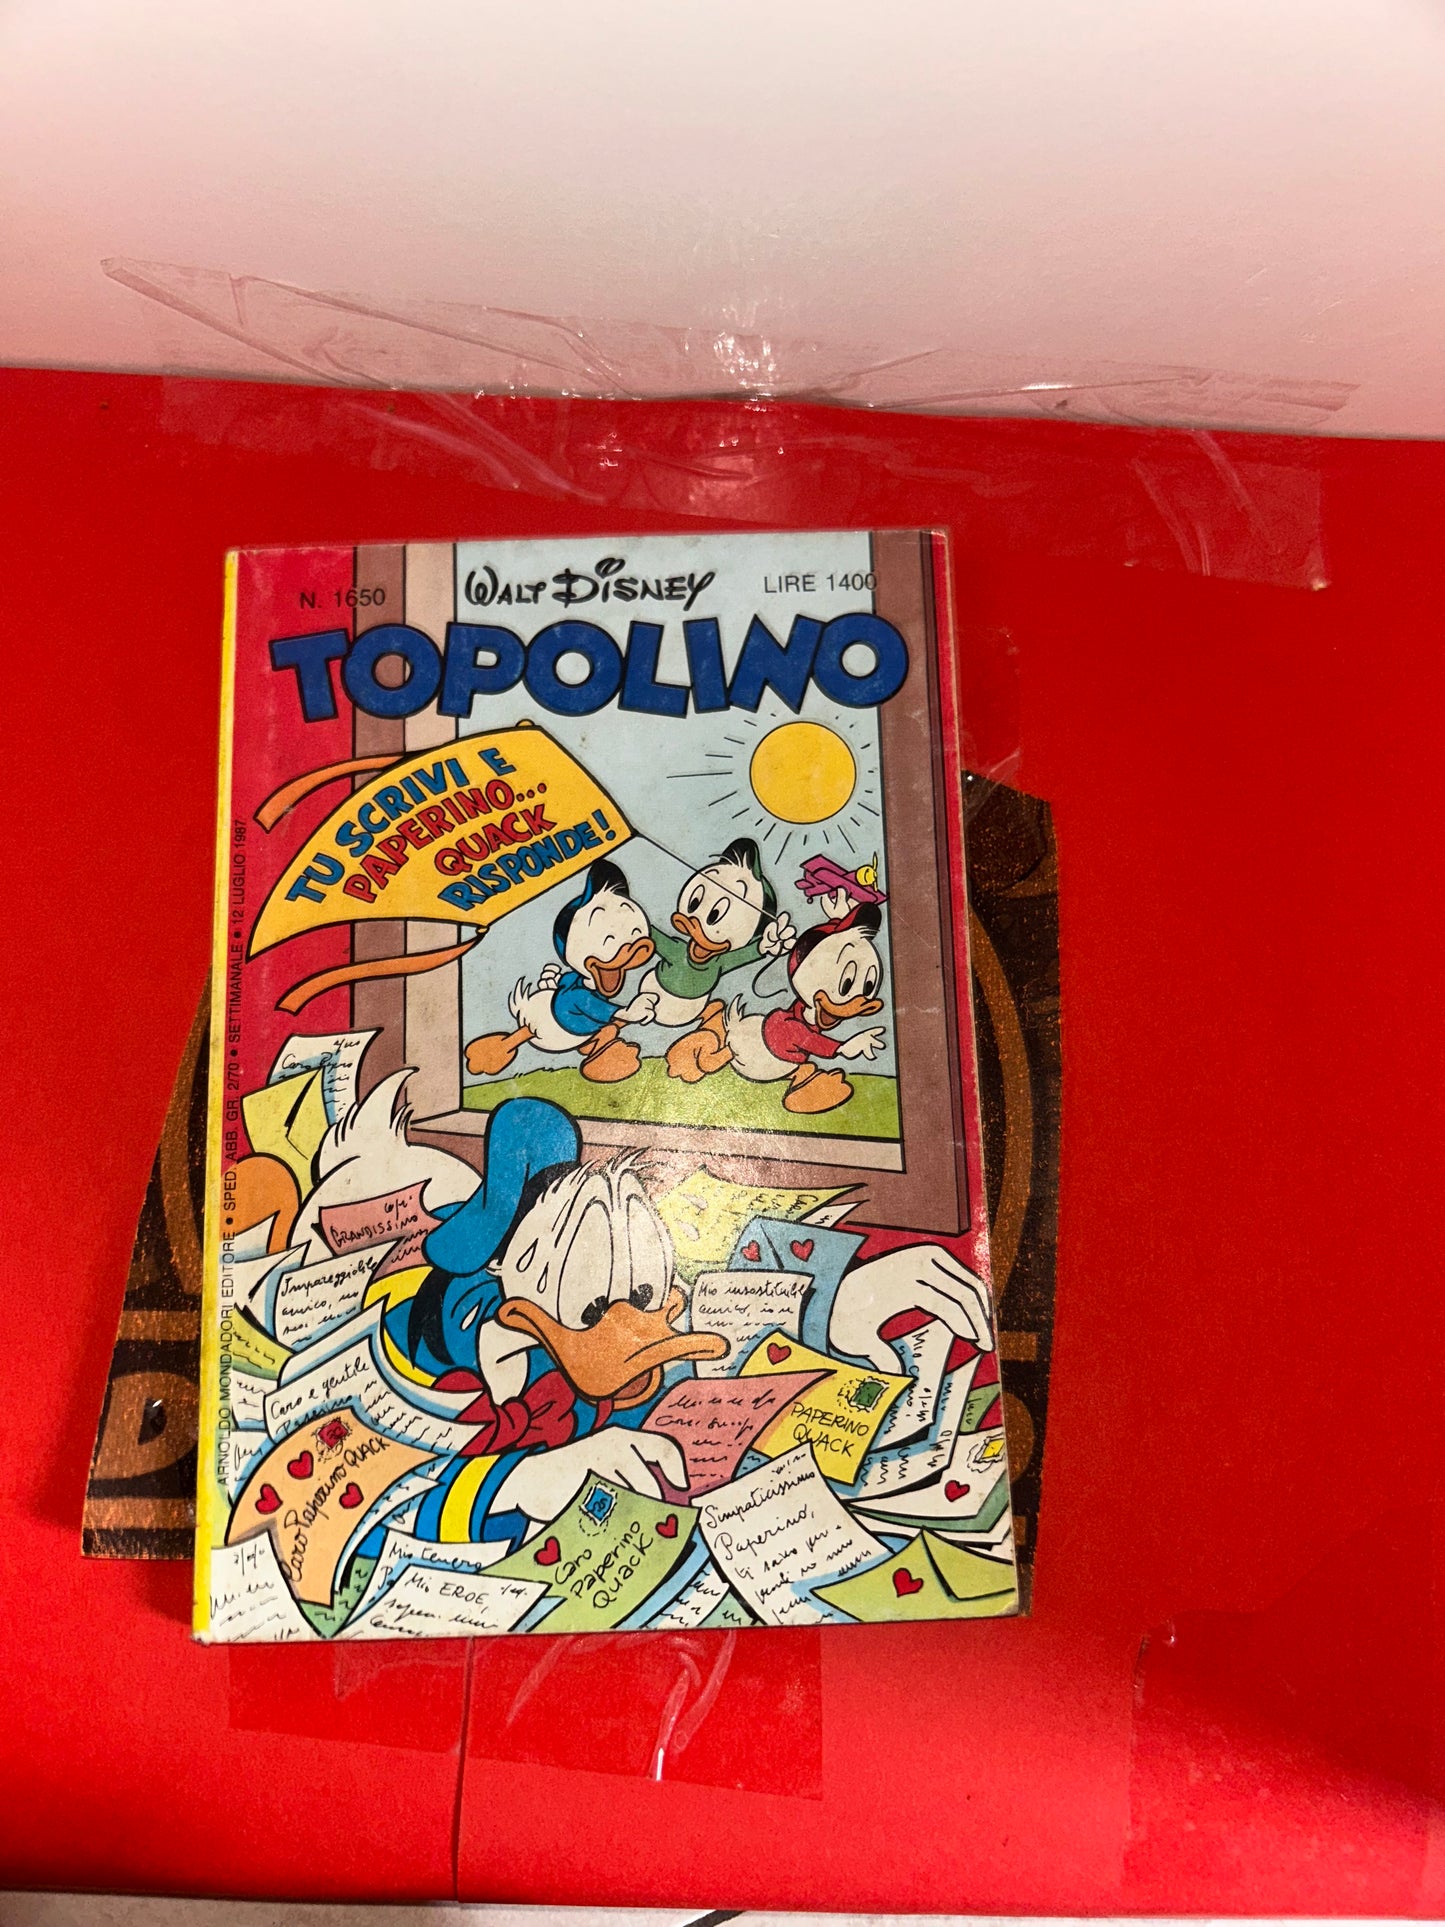 N. 1650
WALT DISNEY
LIRE 1400
TOPOLINO
TU SCRIVI E
PAPERINO...
QUACK
RISPONDE!
ARNOLDO MONDADORI EDITORE • SPED. ABB. GR. 2/70 • SETTIMANALE • 12 LUGLIO 1987
GRANDISSIMO
Impareggiabile
amico,
Mio insostituibile
Caro e gentile
Paperino,
PAPERINO
QUACK
Caro Paperino QUACK
Caro
Paperino
Quack
Simpaticissimo
Paperino,
Mio tenero
Mio EROE,